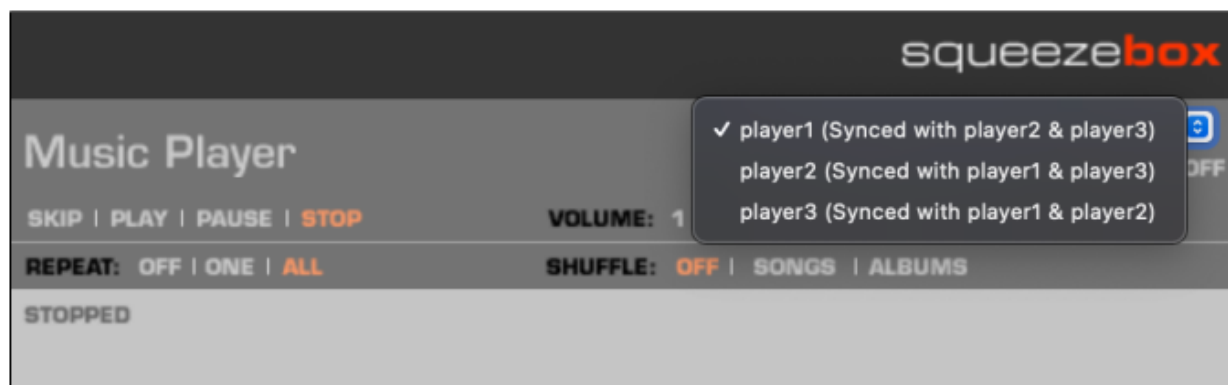 squeezebox
Music Player
✓ player1 (Synced with player2 & player3)
player2 (Synced with player1 & player3)
player3 (Synced with player1 & player2)
OFF
SKIP | PLAY | PAUSE | STOP
VOLUME: 1
REPEAT: OFF | ONE | ALL
SHUFFLE: OFF | SONGS | ALBUMS
STOPPED